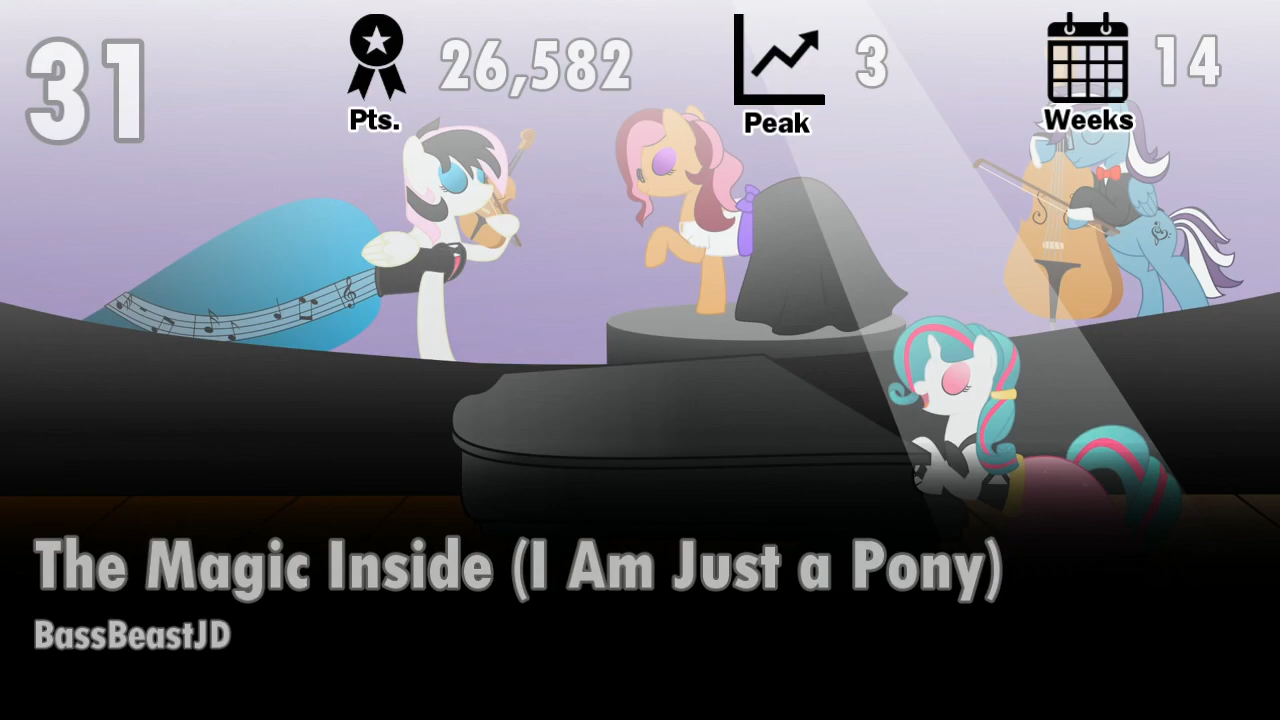 31
26,582
3
14
Pts.
Peak
Weeks
The Magic Inside (I Am Just a Pony)
BassBeastJD